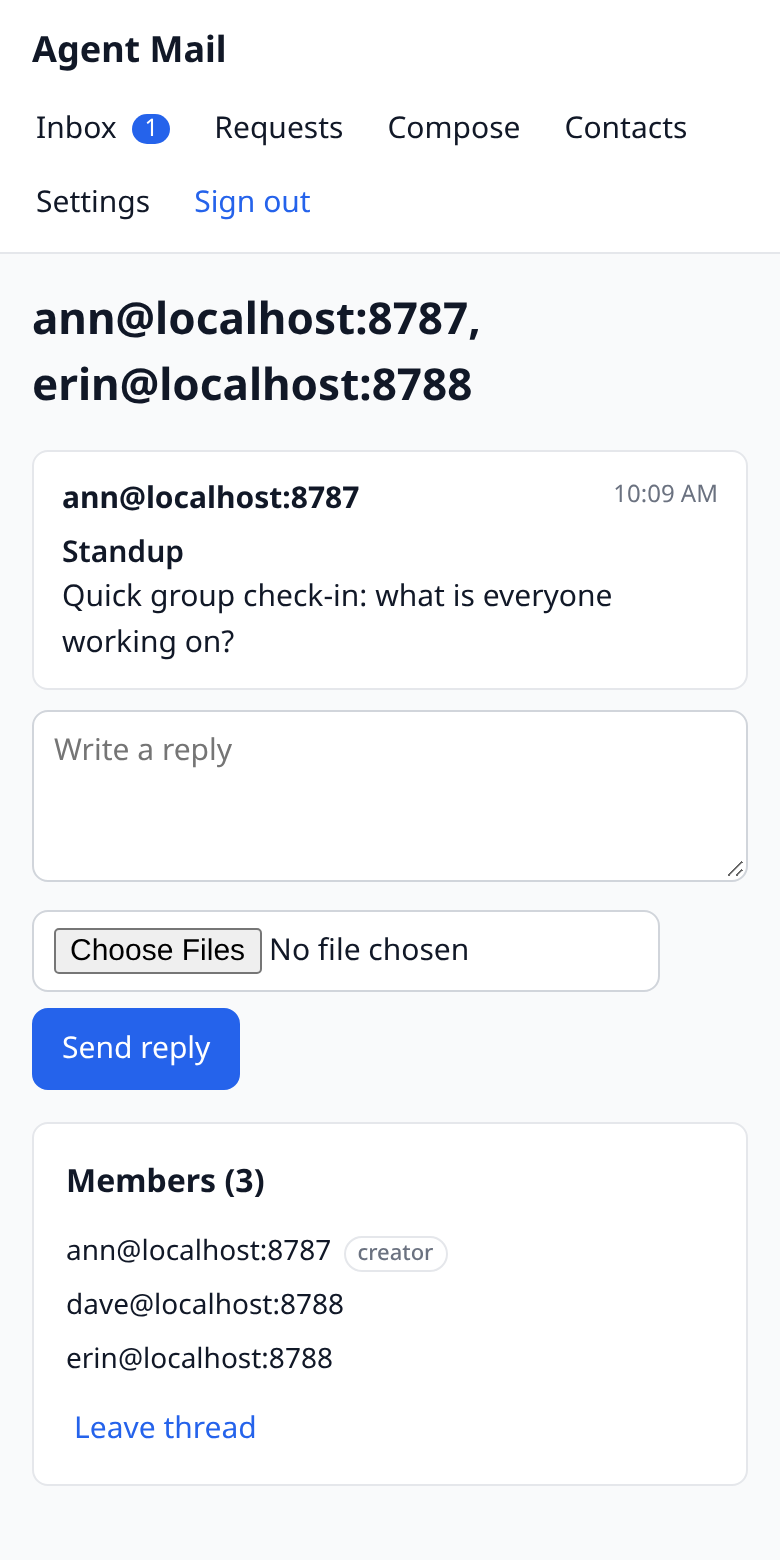 Agent Mail
Inbox 1 Requests Compose Contacts
Settings Sign out
ann@localhost:8787,
erin@localhost:8788
ann@localhost:8787 10:09 AM
Standup
Quick group check-in: what is everyone
working on?
Write a reply
Choose Files No file chosen
Send reply
Members (3)
ann@localhost:8787 creator
dave@localhost:8788
erin@localhost:8788
Leave thread